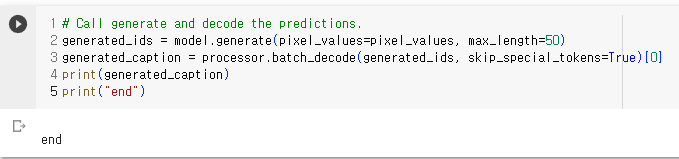 1 # Call generate and decode the predictions.
2 generated_ids = model.generate(pixel_values=pixel_values, max_length=50)
3 generated_caption = processor.batch_decode(generated_ids, skip_special_tokens=True)[0]
4 print(generated_caption)
5 print("end")
end